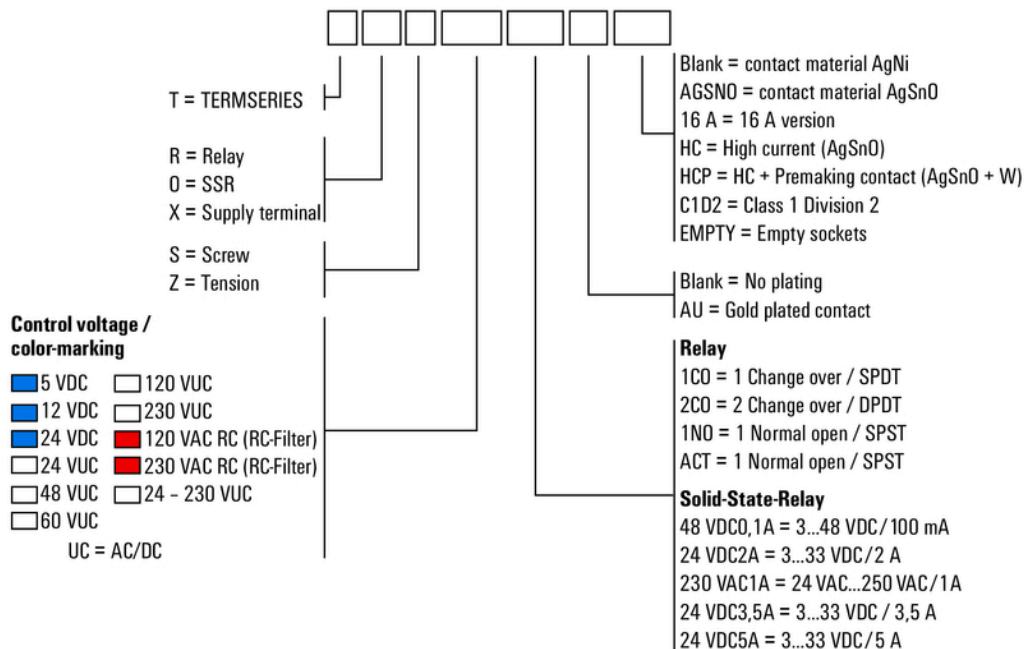 T = TERMSERIES
R = Relay
O = SSR
X = Supply terminal
S = Screw
Z = Tension
Control voltage /
color-marking
5 VDC 120 VUC
12 VDC 230 VUC
24 VDC 120 VAC RC (RC-Filter)
24 VUC 230 VAC RC (RC-Filter)
48 VUC 24 – 230 VUC
60 VUC
UC = AC/DC
Blank = contact material AgNi
AGSNO = contact material AgSnO
16 A = 16 A version
HC = High current (AgSnO)
HCP = HC + Premaking contact (AgSnO + W)
C1D2 = Class 1 Division 2
EMPTY = Empty sockets
Blank = No plating
AU = Gold plated contact
Relay
1CO = 1 Change over / SPDT
2CO = 2 Change over / DPDT
1NO = 1 Normal open / SPST
ACT = 1 Normal open / SPST
Solid-State-Relay
48 VDC0,1A = 3...48 VDC/100 mA
24 VDC2A = 3...33 VDC/2 A
230 VAC1A = 24 VAC...250 VAC/1A
24 VDC3,5A = 3...33 VDC / 3,5 A
24 VDC5A = 3...33 VDC/5 A